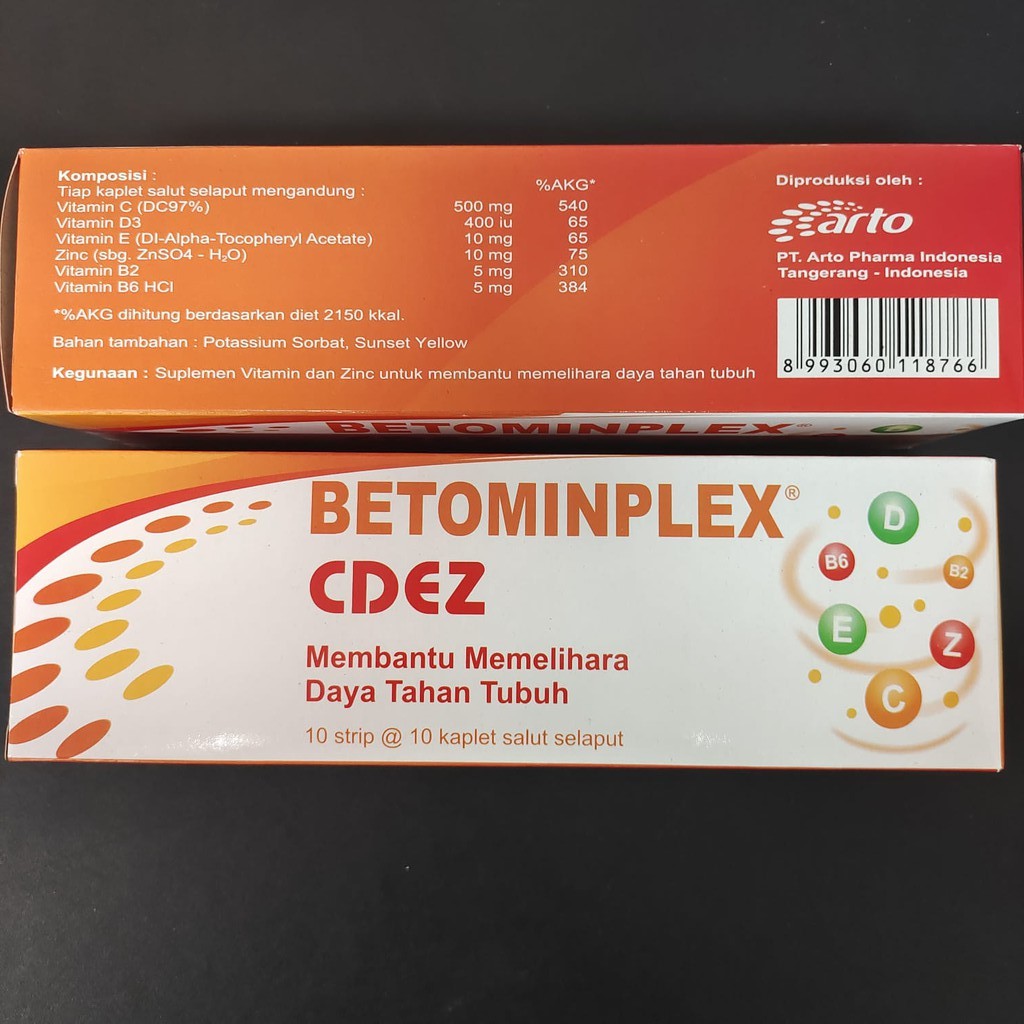 Komposisi :
Tiap kaplet salut selaput mengandung : %AKG*
Vitamin C (DC97%) 500 mg 540
Vitamin D3 400 iu 65
Vitamin E (Dl-Alpha-Tocopheryl Acetate) 10 mg 65
Zinc (sbg. ZnSO4 - H₂O) 10 mg 75
Vitamin B2 5 mg 310
Vitamin B6 HCl 5 mg 384
*%AKG dihitung berdasarkan diet 2150 kkal.
Bahan tambahan : Potassium Sorbat, Sunset Yellow
Kegunaan : Suplemen Vitamin dan Zinc untuk membantu memelihara daya tahan tubuh
Diproduksi oleh :
arto
PT. Arto Pharma Indonesia
Tangerang - Indonesia
8 993060 118766
BETOMINPLEX®
BETOMINPLEX®
CDEZ
Membantu Memelihara
Daya Tahan Tubuh
10 strip @ 10 kaplet salut selaput
D
B6
B2
E
Z
C